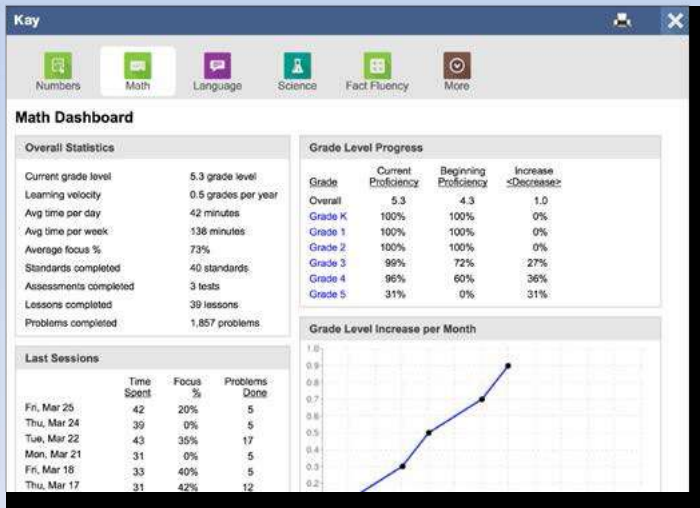 Kay
Numbers Math Language Science Fact Fluency More
Math Dashboard
Overall Statistics
Current grade level 5.3 grade level
Learning velocity 0.5 grades per year
Avg time per day 42 minutes
Avg time per week 138 minutes
Average focus % 73%
Standards completed 40 standards
Assessments completed 3 tests
Lessons completed 39 lessons
Problems completed 1,857 problems
Last Sessions
Time Spent Focus % Problems Done
Fri, Mar 25 42 20% 5
Thu, Mar 24 39 0% 5
Tue, Mar 22 43 35% 17
Mon, Mar 21 31 0% 5
Fri, Mar 18 33 40% 5
Thu, Mar 17 31 42% 12
Grade Level Progress
Grade Current Proficiency Beginning Proficiency Increase <Decrease>
Overall 5.3 4.3 1.0
Grade K 100% 100% 0%
Grade 1 100% 100% 0%
Grade 2 100% 100% 0%
Grade 3 99% 72% 27%
Grade 4 96% 60% 36%
Grade 5 31% 0% 31%
Grade Level Increase per Month
1.0
0.9
0.8
0.7
0.6
0.5
0.4
0.3
0.2